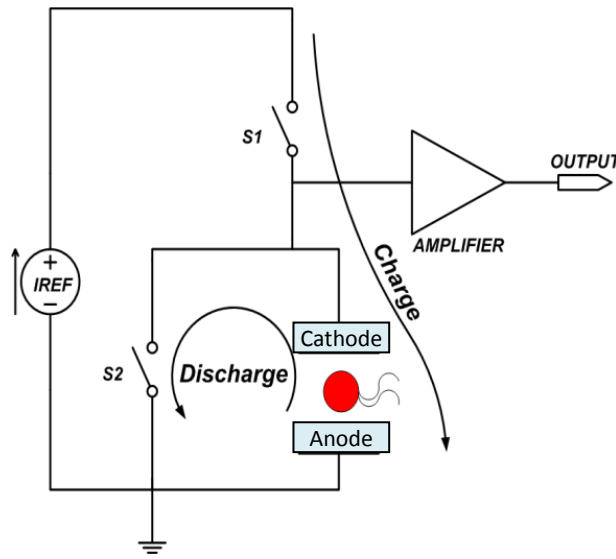 S1
OUTPUT
AMPLIFIER
Charge
+
IREF
−
Cathode
S2
Discharge
Anode